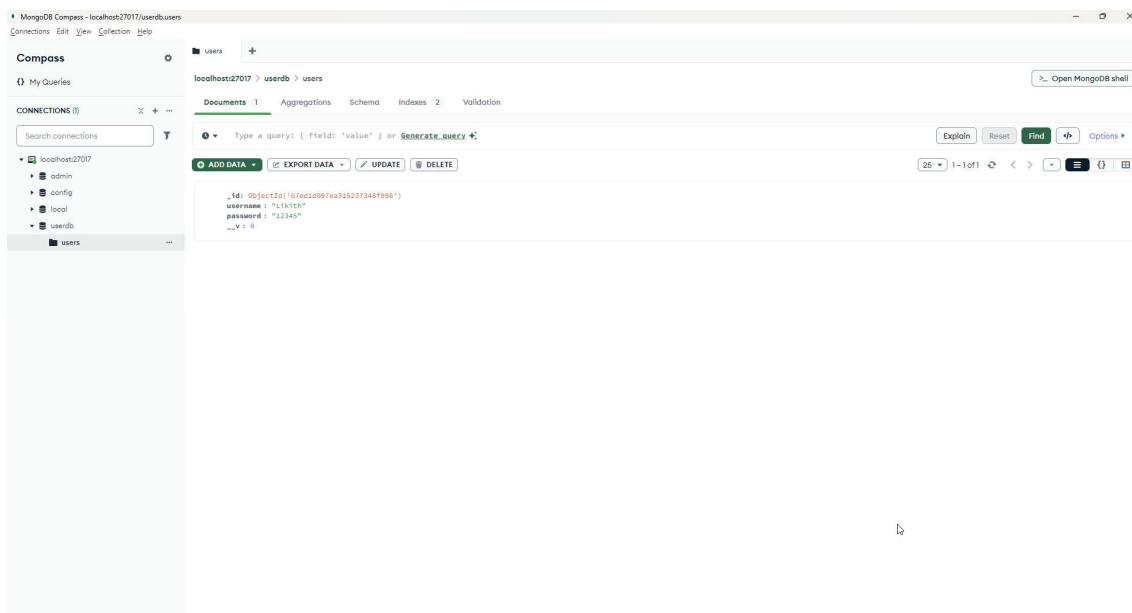 MongoDB Compass - localhost:27017/userdb.users
Connections Edit View Collection Help
Compass
{} My Queries
CONNECTIONS (1)
Search connections
localhost:27017
admin
config
local
userdb
users
users
localhost:27017 > userdb > users
>_ Open MongoDB shell
Documents 1 Aggregations Schema Indexes 2 Validation
Type a query: { field: 'value' } or Generate query
Explain Reset Find </> Options
ADD DATA EXPORT DATA UPDATE DELETE
25 1-1 of 1 {}
_id: ObjectId('67ed1d097ea315237348f998')
username : "Likith"
password : "12345"
__v : 0